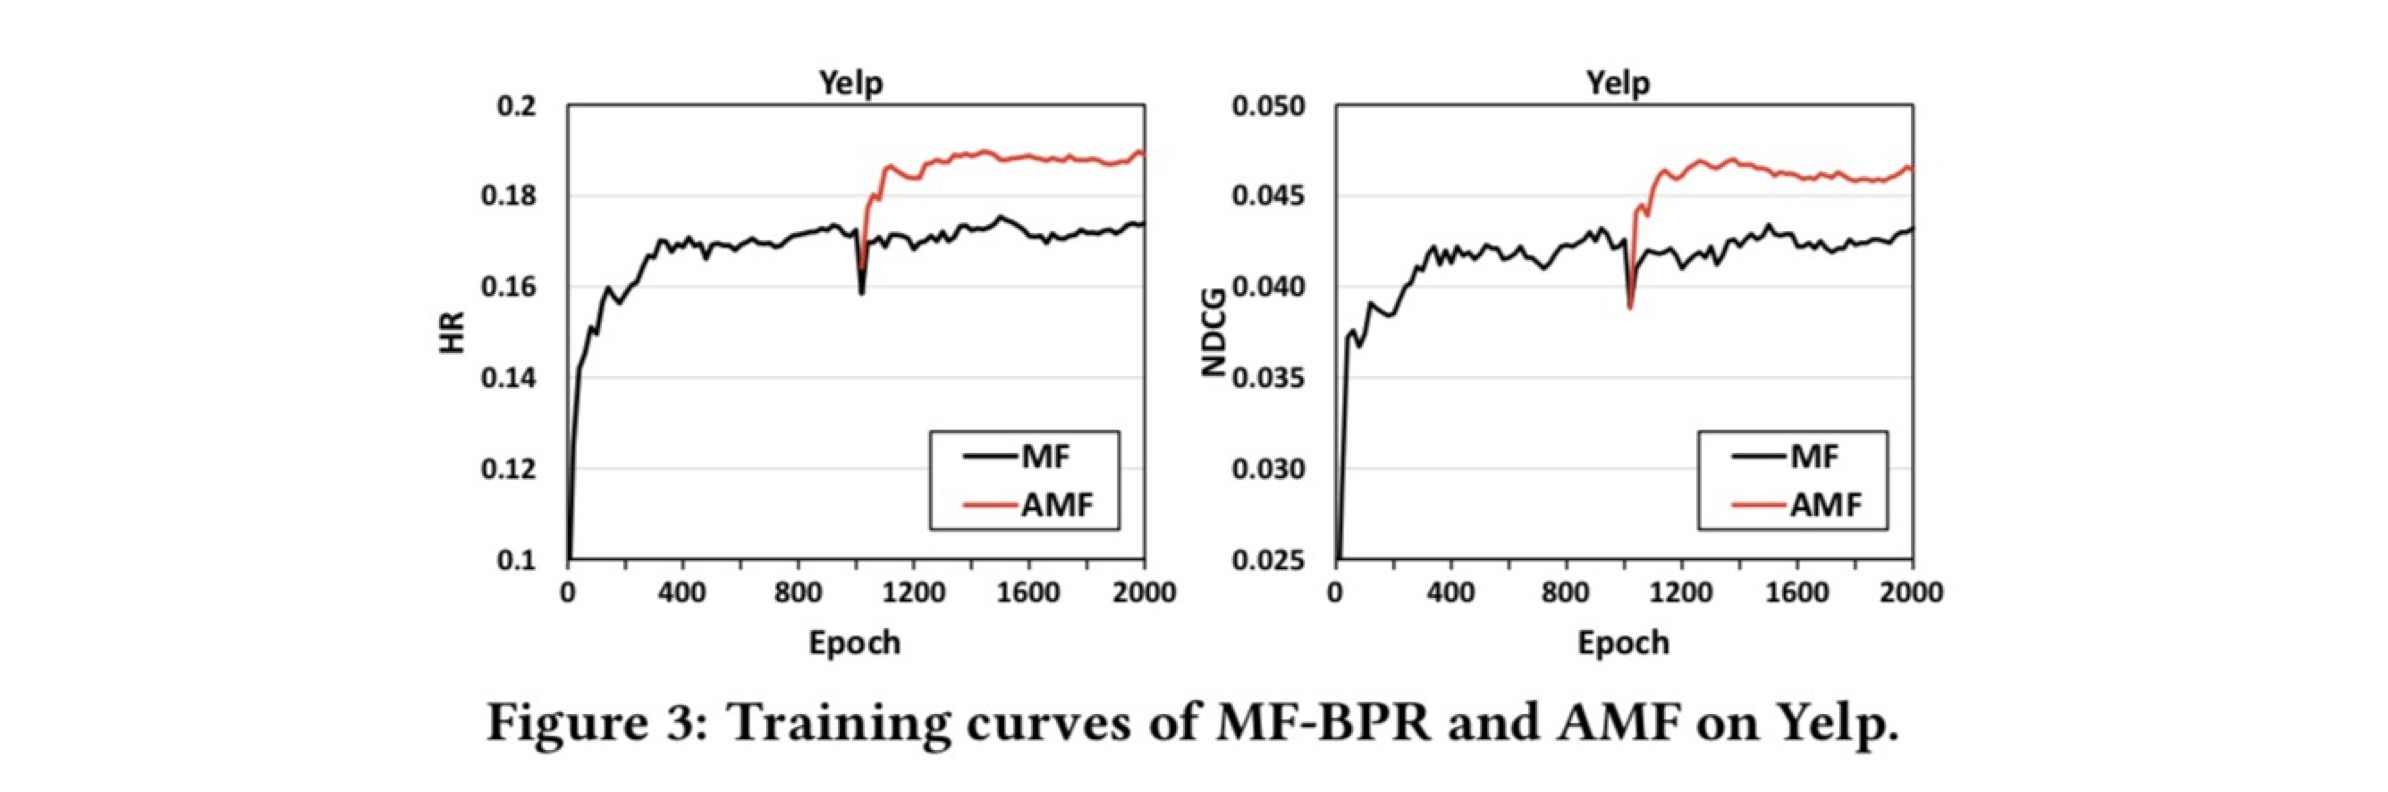 Yelp
0.2
0.18
0.16
0.14
0.12
0.1
HR
MF
AMF
0 400 800 1200 1600 2000
Epoch
Yelp
0.050
0.045
0.040
0.035
0.030
0.025
NDCG
MF
AMF
0 400 800 1200 1600 2000
Epoch
Figure 3: Training curves of MF-BPR and AMF on Yelp.